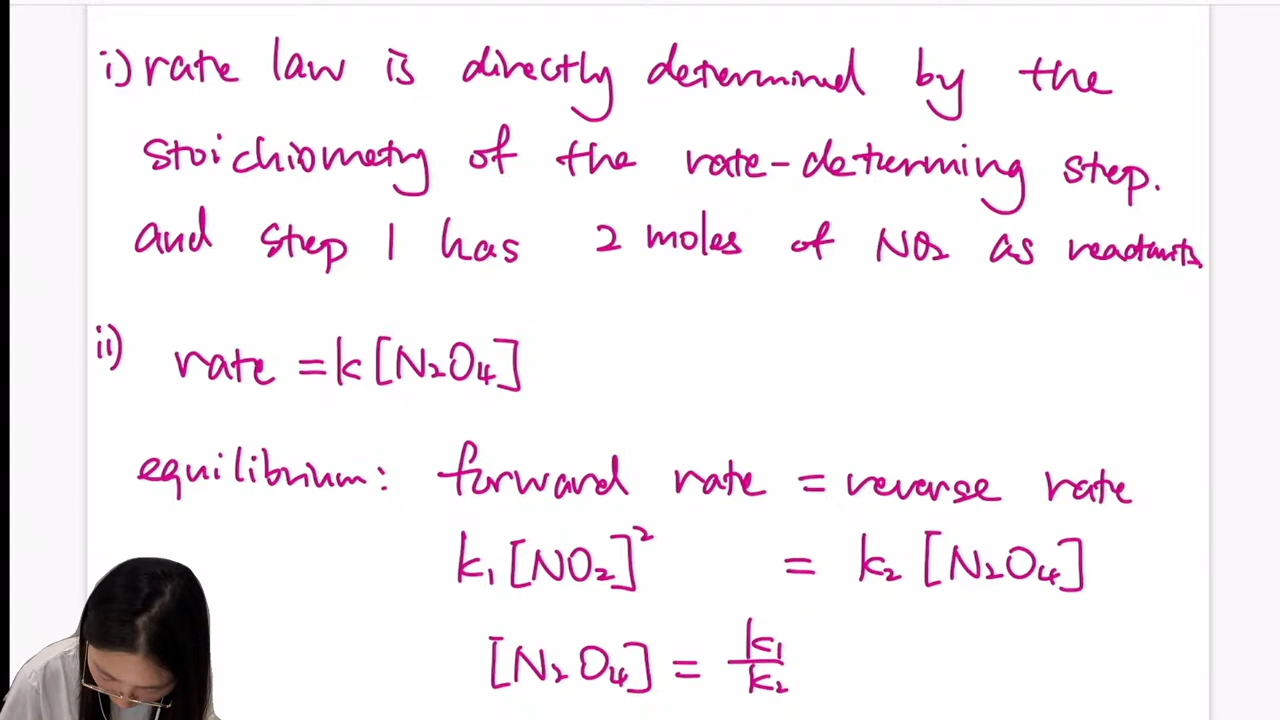 i) rate law is directly determined by the
stoichiometry of the rate-determining step.
and step 1 has 2 moles of NO₂ as reactants.
ii) rate = k[N₂O₄]
equilibrium: forward rate = reverse rate
k₁[NO₂]² = k₂[N₂O₄]
[N₂O₄] = k₁/k₂